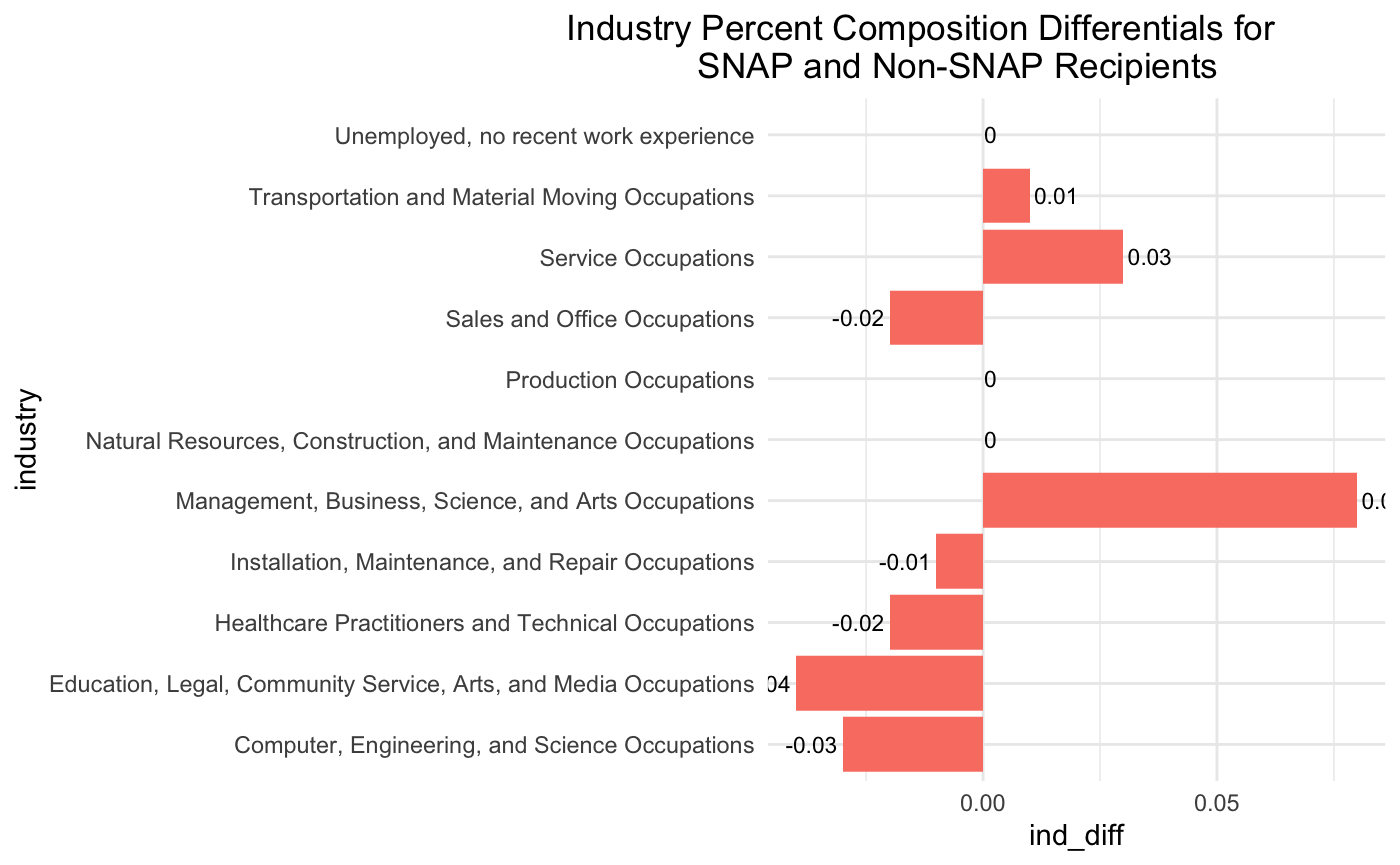 Industry Percent Composition Differentials for
SNAP and Non-SNAP Recipients
Unemployed, no recent work experience
0
Transportation and Material Moving Occupations
0.01
Service Occupations
0.03
Sales and Office Occupations
-0.02
Production Occupations
0
Natural Resources, Construction, and Maintenance Occupations
0
Management, Business, Science, and Arts Occupations
Installation, Maintenance, and Repair Occupations
-0.01
Healthcare Practitioners and Technical Occupations
-0.02
Education, Legal, Community Service, Arts, and Media Occupations
Computer, Engineering, and Science Occupations
-0.03
industry
0.00
0.05
ind_diff